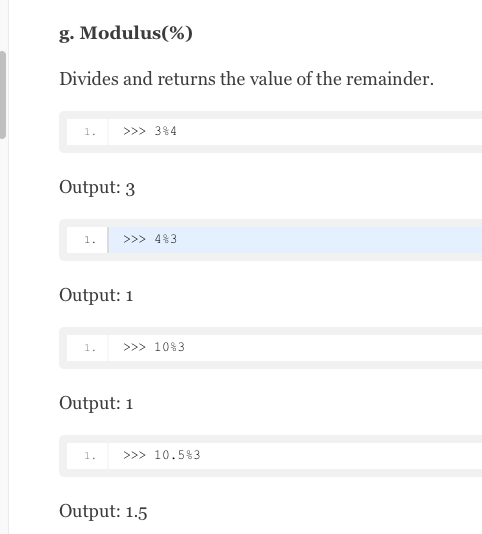 g. Modulus(%)
Divides and returns the value of the remainder.
1. >>> 3%4
Output: 3
1. >>> 4%3
Output: 1
1. >>> 10%3
Output: 1
1. >>> 10.5%3
Output: 1.5